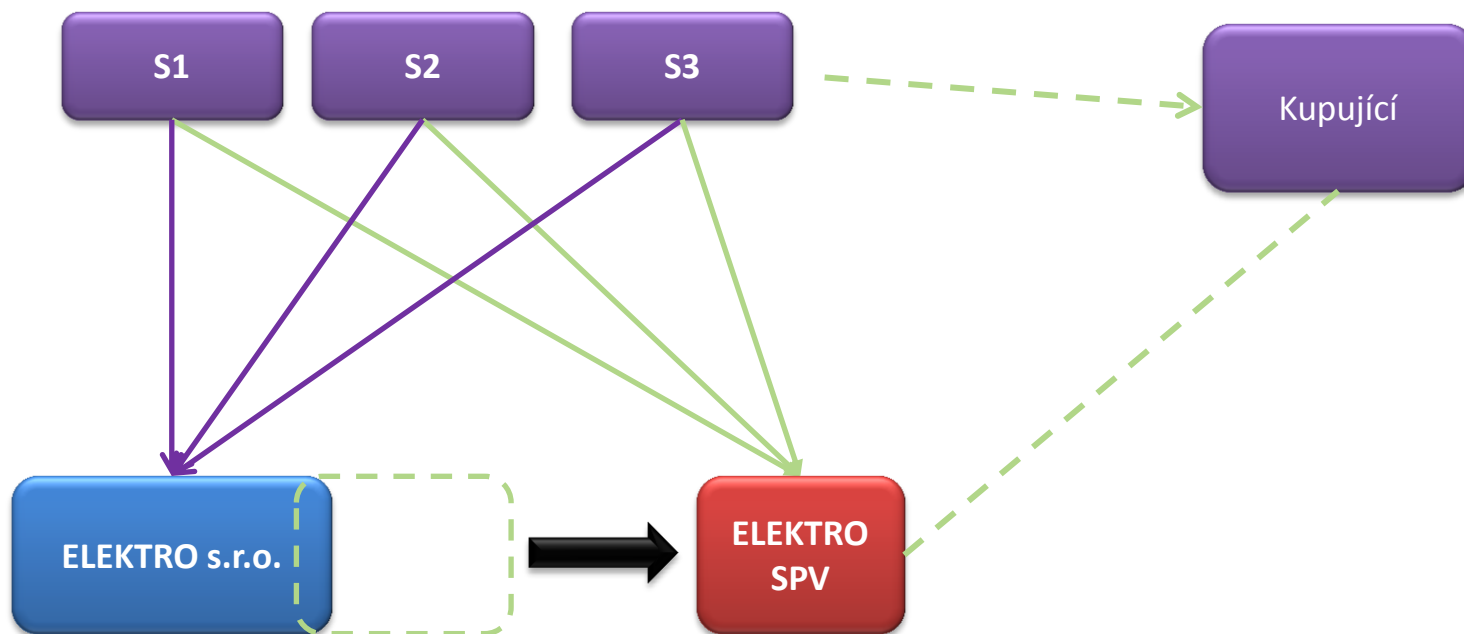 S1
S2
S3
Kupující
ELEKTRO s.r.o.
ELEKTRO
SPV